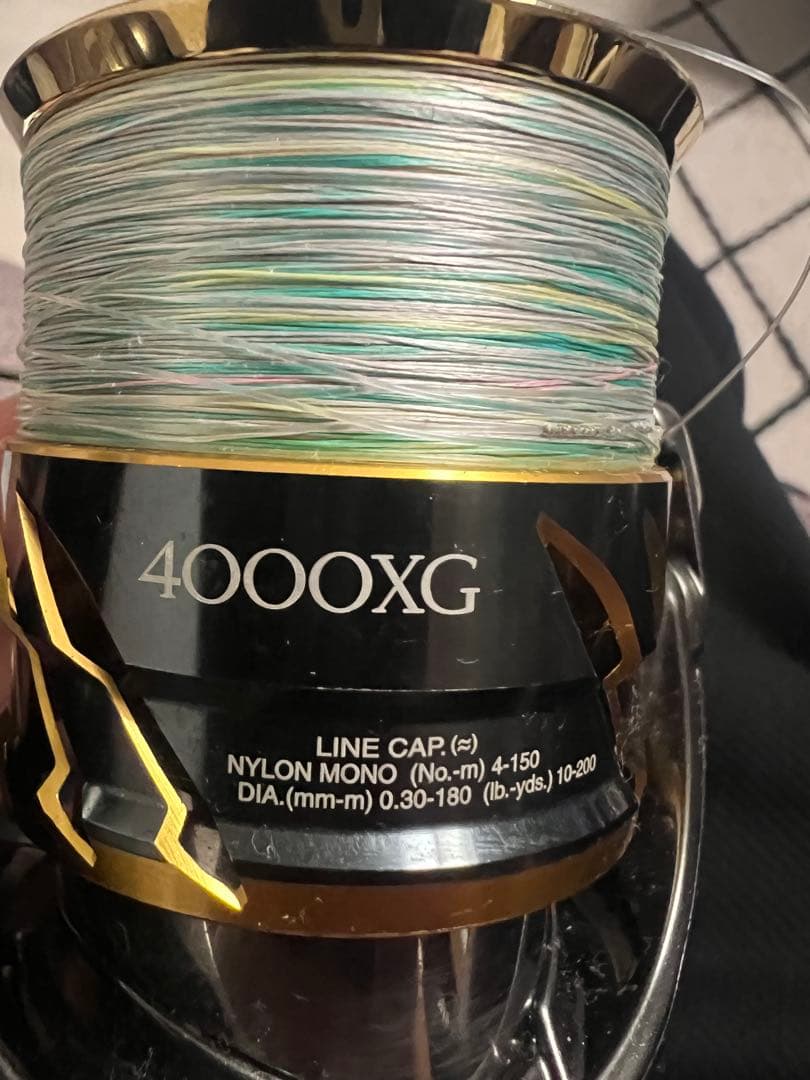 4000XG
LINE CAP. (≈)
NYLON MONO (No.-m) 4-150
DIA.(mm-m) 0.30-180 (lb.-yds.) 10-200